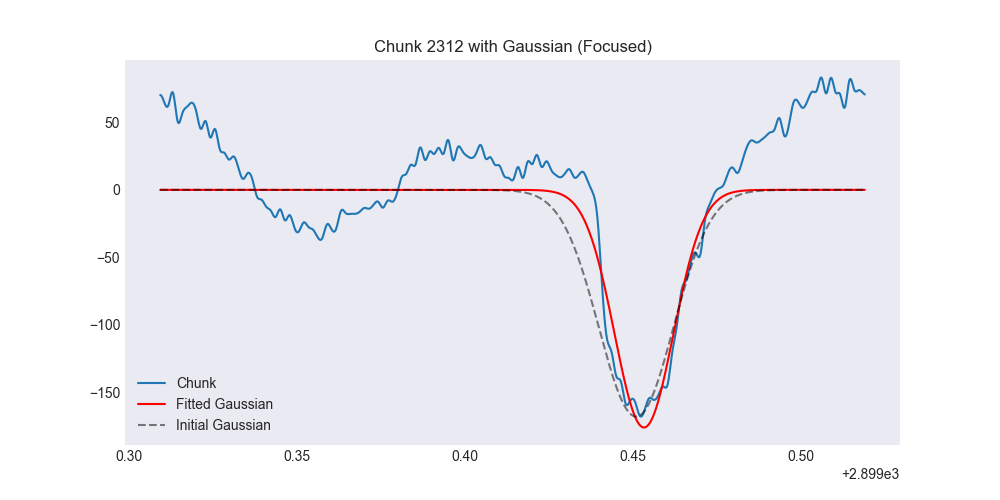 Chunk 2312 with Gaussian (Focused)
50
0
−50
−100
−150
Chunk
Fitted Gaussian
Initial Gaussian
0.30 0.35 0.40 0.45 0.50
+2.899e3